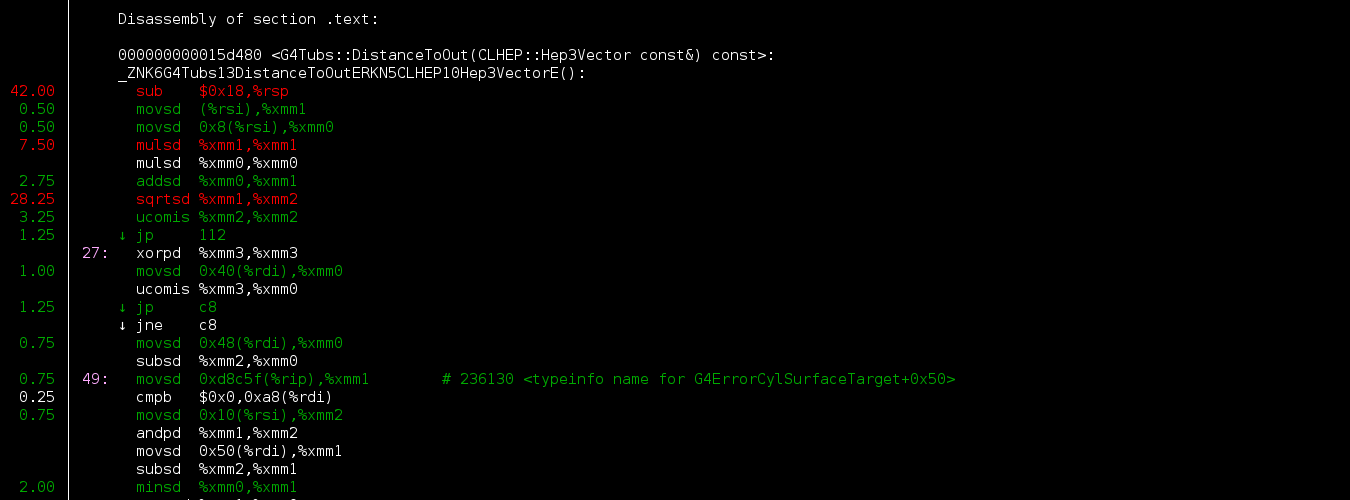 Disassembly of section .text:
000000000015d480 <G4Tubs::DistanceToOut(CLHEP::Hep3Vector const&) const>:
_ZNK6G4Tubs13DistanceToOutERKN5CLHEP10Hep3VectorE():
42.00 sub $0x18,%rsp
0.50 movsd (%rsi),%xmm1
0.50 movsd 0x8(%rsi),%xmm0
7.50 mulsd %xmm1,%xmm1
mulsd %xmm0,%xmm0
2.75 addsd %xmm0,%xmm1
28.25 sqrtsd %xmm1,%xmm2
3.25 ucomis %xmm2,%xmm2
1.25 ↓ jp 112
27: xorpd %xmm3,%xmm3
1.00 movsd 0x40(%rdi),%xmm0
ucomis %xmm3,%xmm0
1.25 ↓ jp c8
↓ jne c8
0.75 movsd 0x48(%rdi),%xmm0
subsd %xmm2,%xmm0
0.75 49: movsd 0xd8c5f(%rip),%xmm1 # 236130 <typeinfo name for G4ErrorCylSurfaceTarget+0x50>
0.25 cmpb $0x0,0xa8(%rdi)
0.75 movsd 0x10(%rsi),%xmm2
andpd %xmm1,%xmm2
movsd 0x50(%rdi),%xmm1
subsd %xmm2,%xmm1
2.00 minsd %xmm0,%xmm1